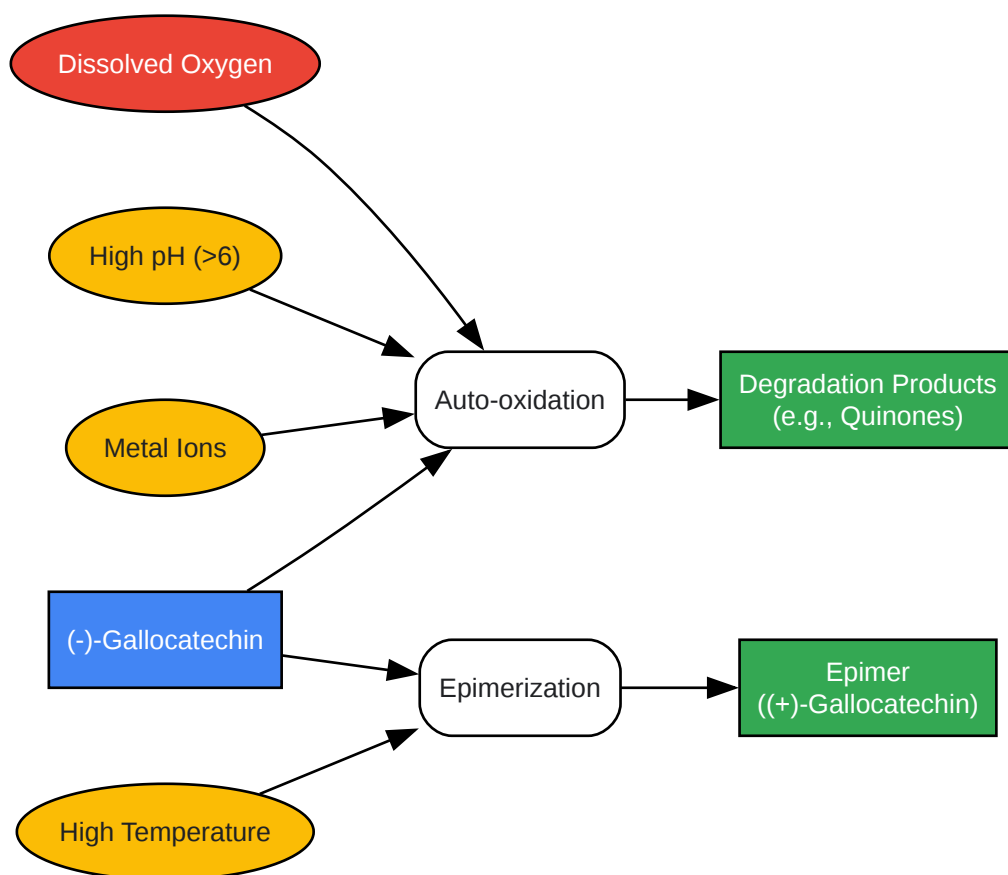 Dissolved Oxygen
High pH (>6)
Metal Ions
(-)-Gallocatechin
High Temperature
Auto-oxidation
Epimerization
Degradation Products
(e.g., Quinones)
Epimer
((+)-Gallocatechin)